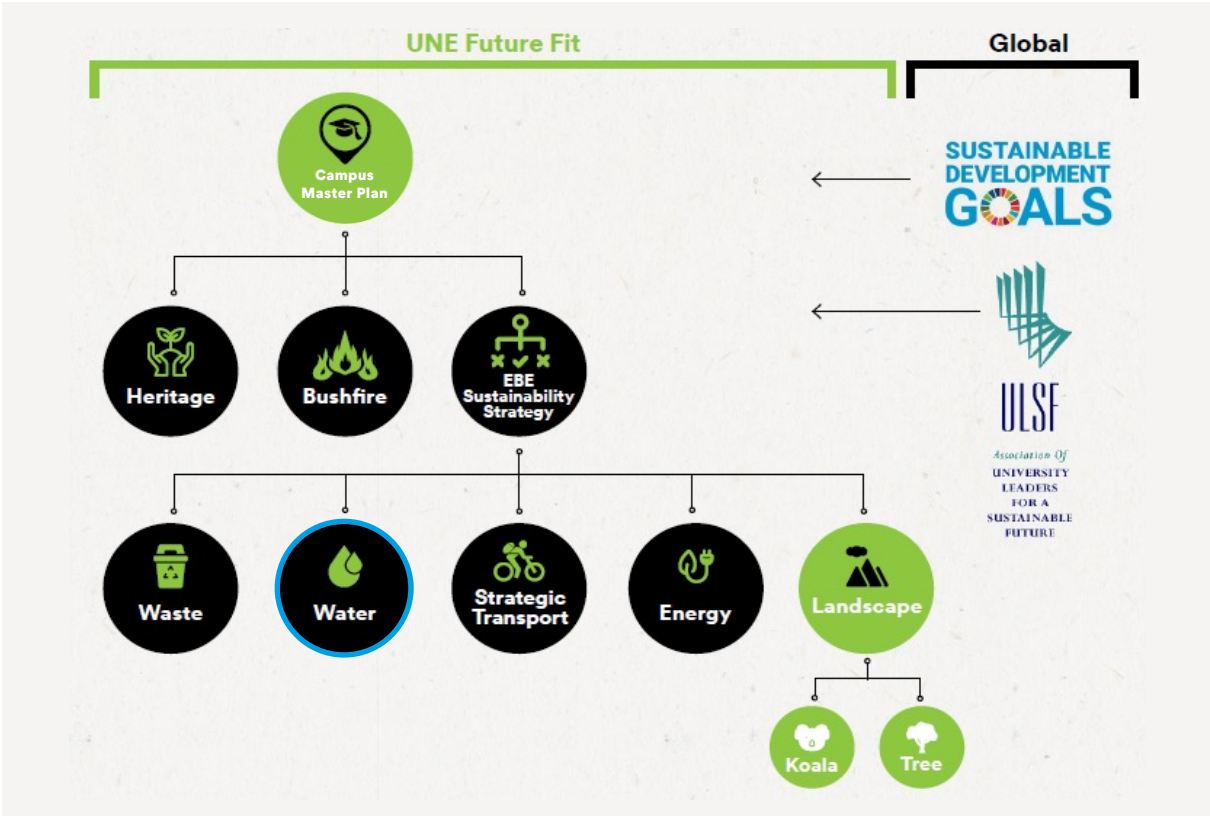 UNE Future Fit
Global
Campus
Master Plan
SUSTAINABLE
DEVELOPMENT
GOALS
Heritage
Bushfire
EBE
Sustainability
Strategy
ULSF
Association Of
UNIVERSITY
LEADERS
FOR A
SUSTAINABLE
FUTURE
Waste
Water
Strategic
Transport
Energy
Landscape
Koala
Tree